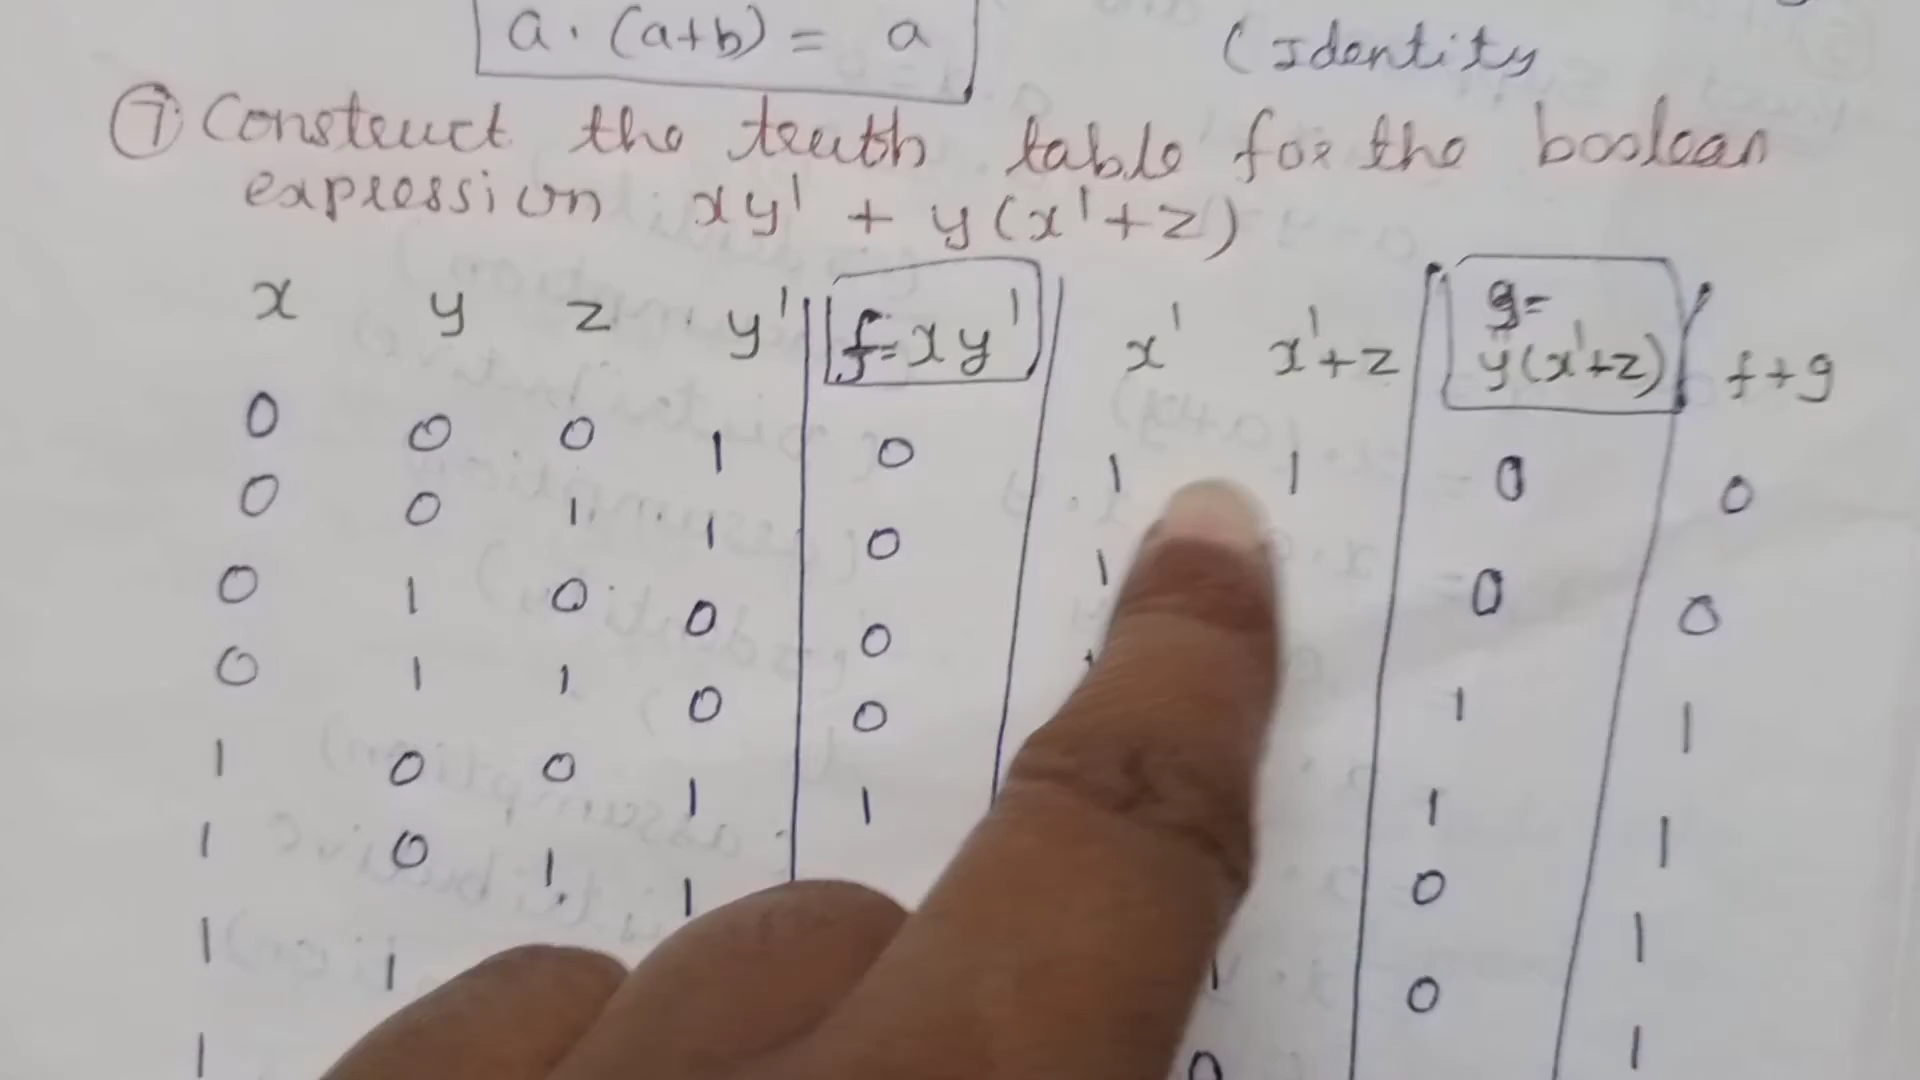 a . (a+b) = a
(Identity
⑦ Construct the truth table for the boolean
expression xy' + y(x'+z)
x y z y' f=xy' x' x'+z g= y(x'+z) f+g
0 0 0 1 0 1 1 0 0
0 0 1 1 0 1 0 0
0 1 0 0 0 1 1
0 1 1 0 0 1 1
1 0 0 1 1 0 1
1 0 1 1 0 1
1 1 0
1